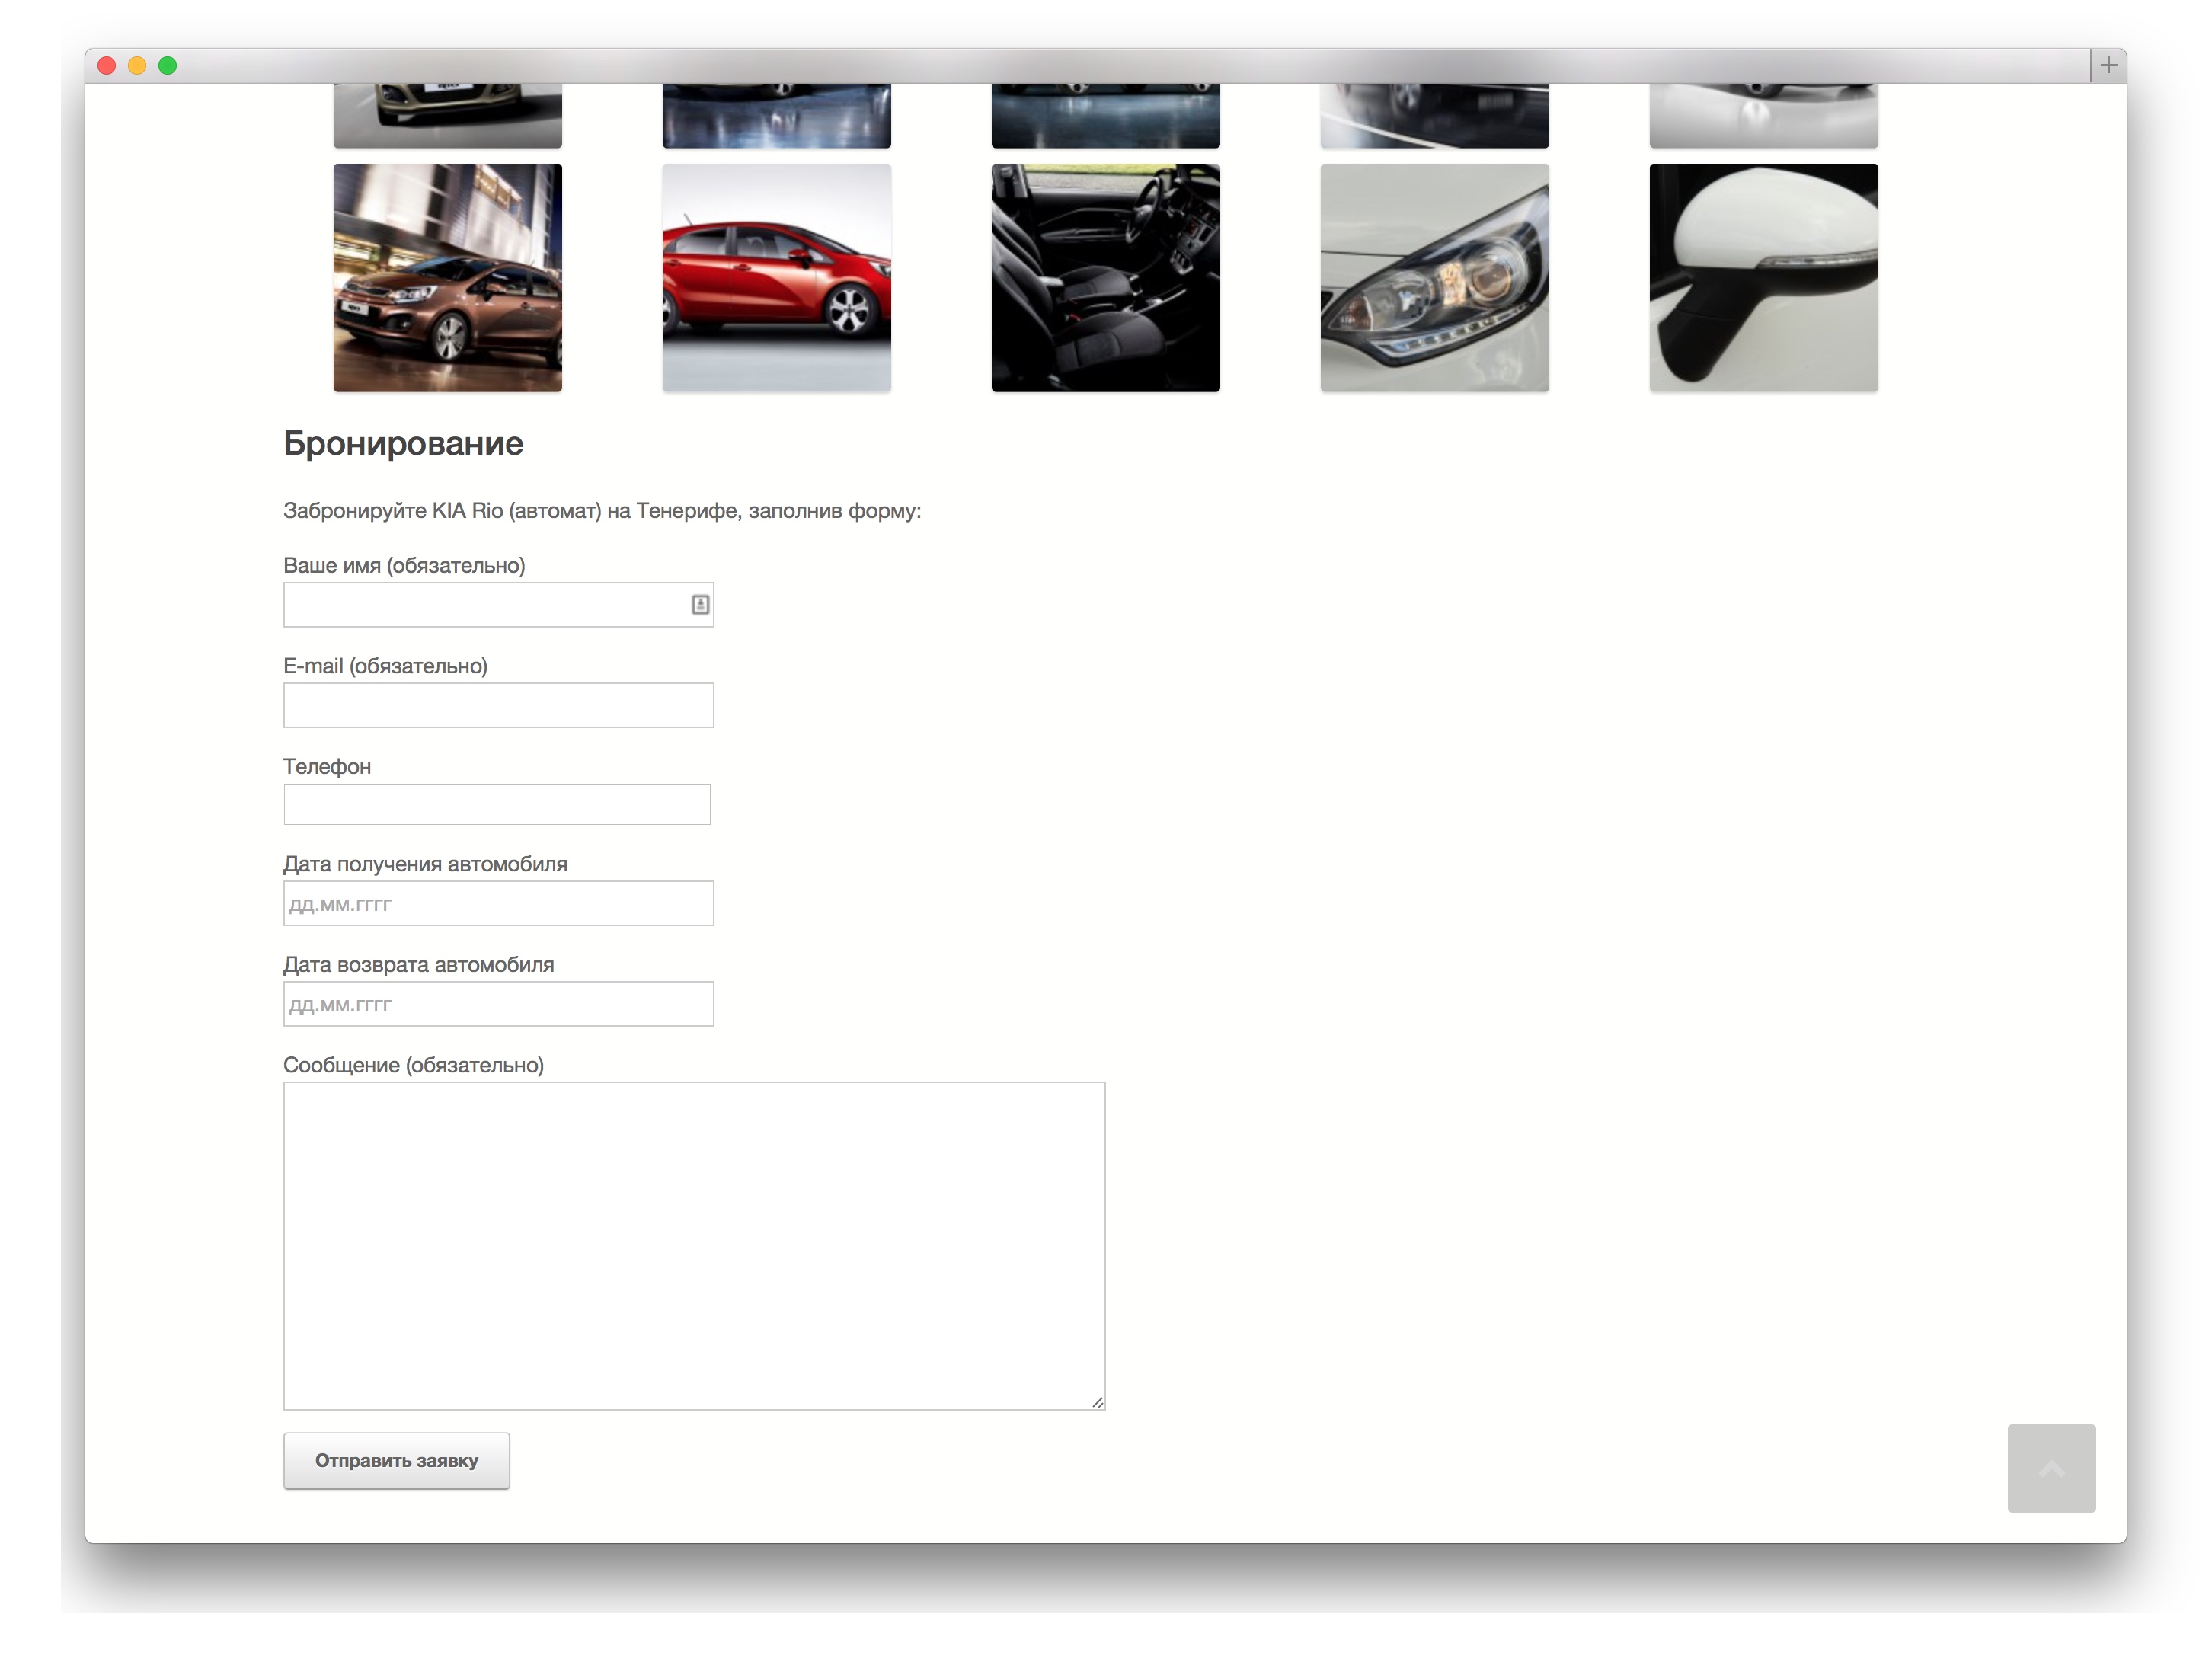 Бронирование
Забронируйте KIA Rio (автомат) на Тенерифе, заполнив форму:
Ваше имя (обязательно)
E-mail (обязательно)
Телефон
Дата получения автомобиля
дд.мм.гггг
Дата возврата автомобиля
дд.мм.гггг
Сообщение (обязательно)
Отправить заявку